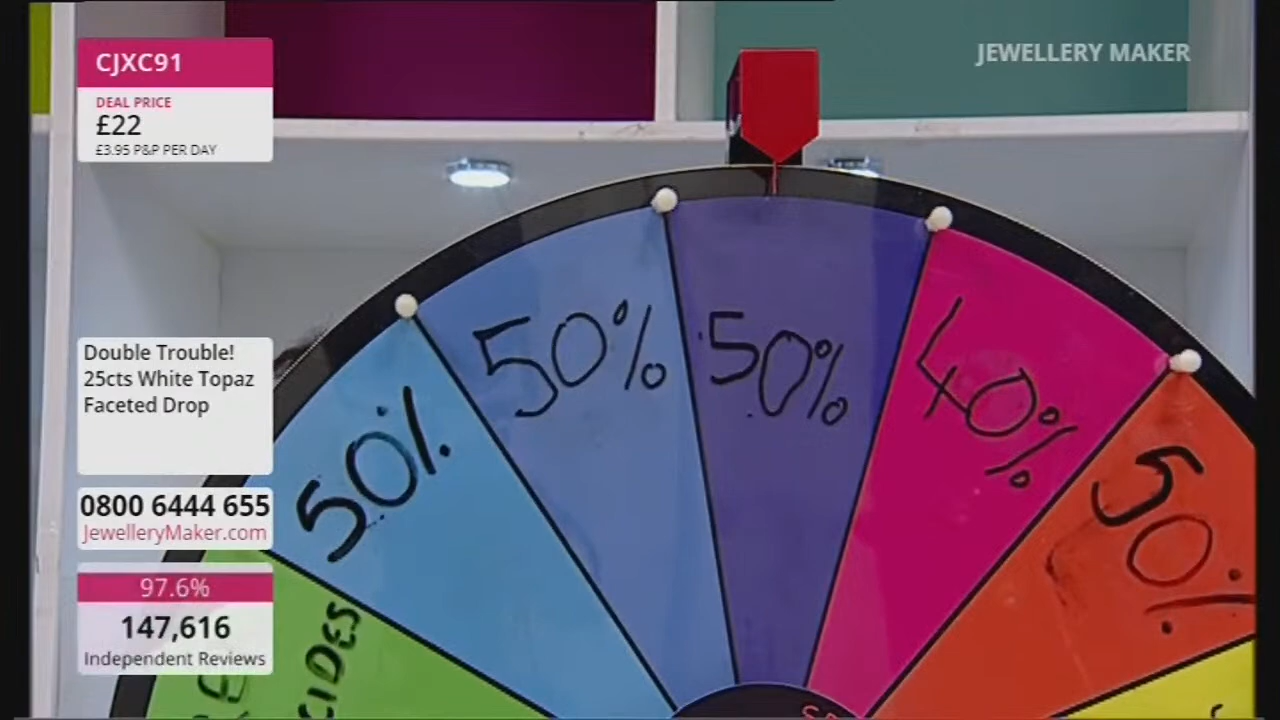 CJXC91
DEAL PRICE
£22
£3.95 P&P PER DAY
JEWELLERY MAKER
Double Trouble!
25cts White Topaz
Faceted Drop
0800 6444 655
JewelleryMaker.com
97.6%
147,616
Independent Reviews
50%
50%
50%
40%
50%